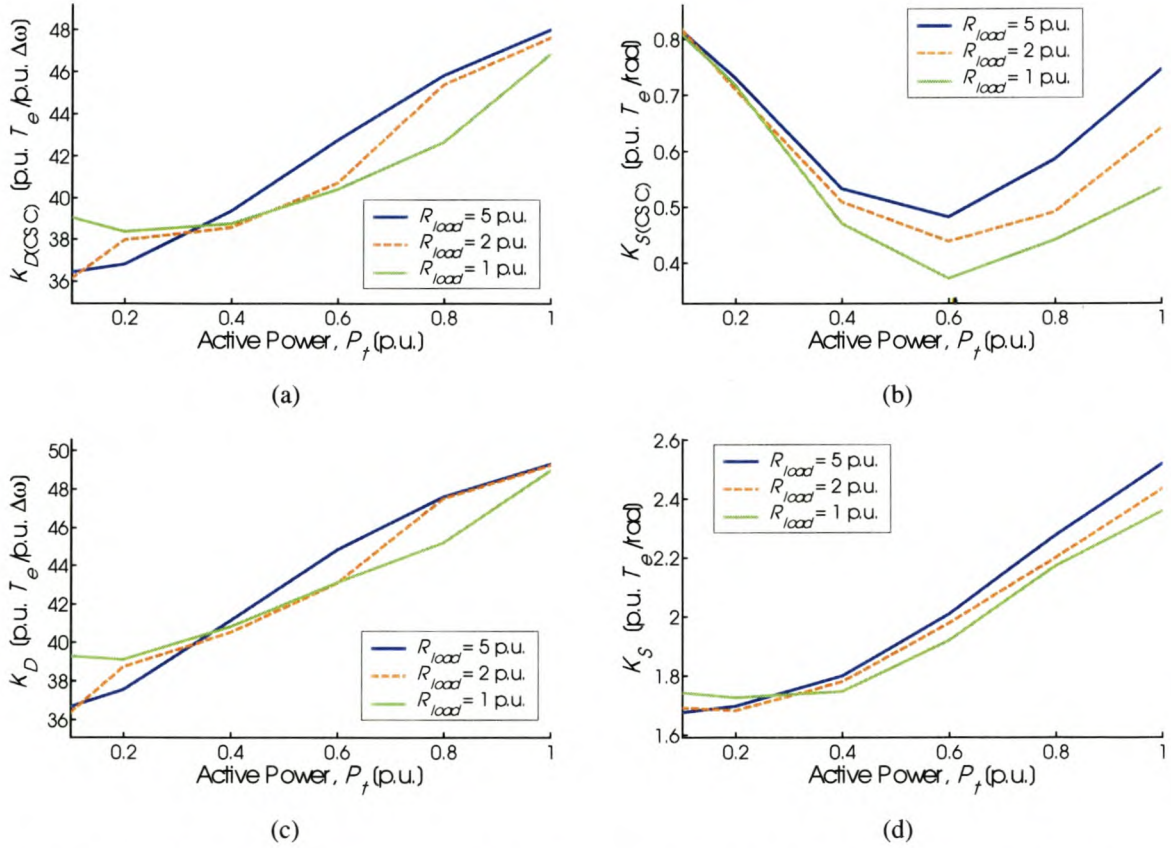 48
46
44
42
40
38
36
K_D(CSC) (p.u. T_e/p.u. Δω)
R_load = 5 p.u.
R_load = 2 p.u.
R_load = 1 p.u.
0.2 0.4 0.6 0.8 1
Active Power, P_t (p.u.)
(a)
0.8
0.7
0.6
0.5
0.4
K_S(CSC) (p.u. T_e/rad)
R_load = 5 p.u.
R_load = 2 p.u.
R_load = 1 p.u.
0.2 0.4 0.6 0.8 1
Active Power, P_t (p.u.)
(b)
50
48
46
44
42
40
38
36
K_D (p.u. T_e/p.u. Δω)
R_load = 5 p.u.
R_load = 2 p.u.
R_load = 1 p.u.
0.2 0.4 0.6 0.8 1
Active Power, P_t (p.u.)
(c)
2.6
2.4
2.2
2
1.8
1.6
K_S (p.u. T_e/rad)
R_load = 5 p.u.
R_load = 2 p.u.
R_load = 1 p.u.
0.2 0.4 0.6 0.8 1
Active Power, P_t (p.u.)
(d)